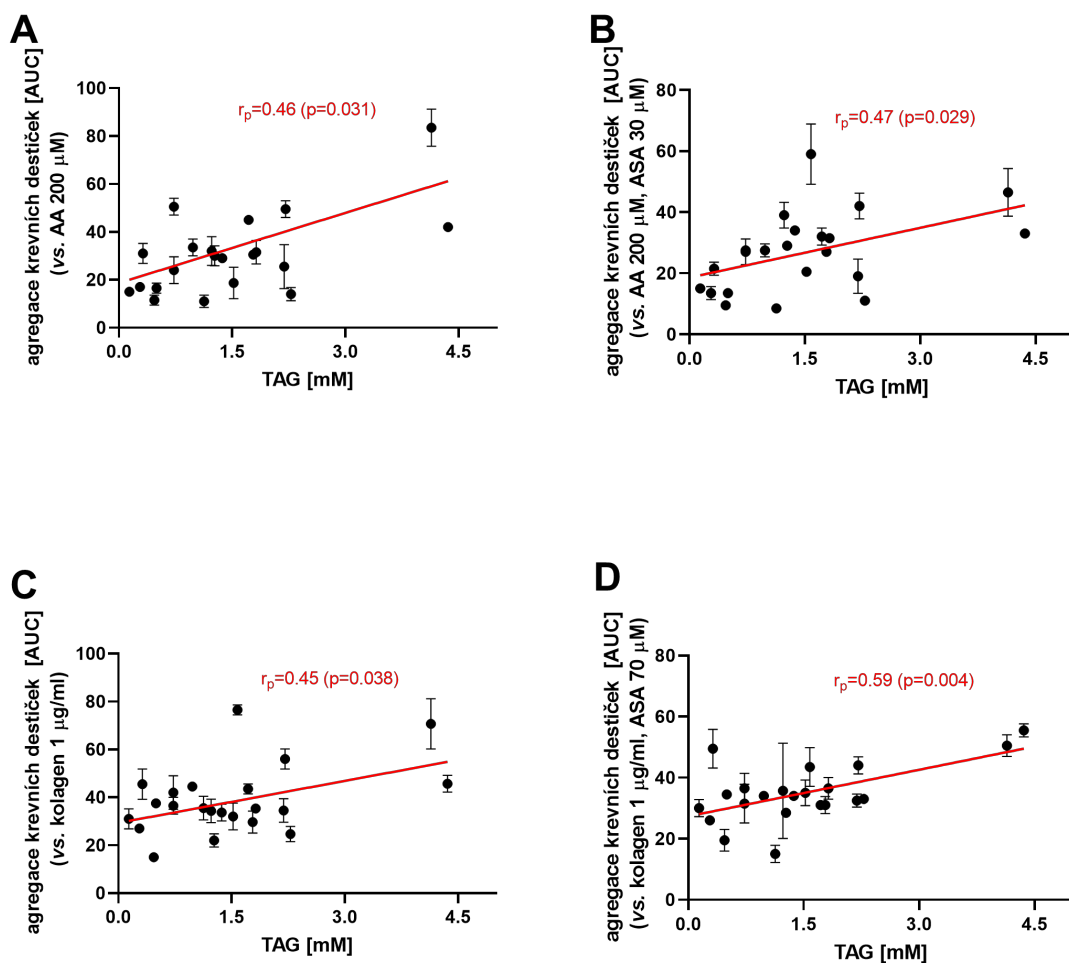 A
agregace krevních destiček [AUC]
(vs. AA 200 μM)
100
80
60
40
20
0
r_p=0.46 (p=0.031)
0.0 1.5 3.0 4.5
TAG [mM]
B
agregace krevních destiček [AUC]
(vs. AA 200 μM, ASA 30 μM)
80
60
40
20
0
r_p=0.47 (p=0.029)
0.0 1.5 3.0 4.5
TAG [mM]
C
agregace krevních destiček [AUC]
(vs. kolagen 1 μg/ml)
100
80
60
40
20
0
r_p=0.45 (p=0.038)
0.0 1.5 3.0 4.5
TAG [mM]
D
agregace krevních destiček [AUC]
(vs. kolagen 1 μg/ml, ASA 70 μM)
80
60
40
20
0
r_p=0.59 (p=0.004)
0.0 1.5 3.0 4.5
TAG [mM]